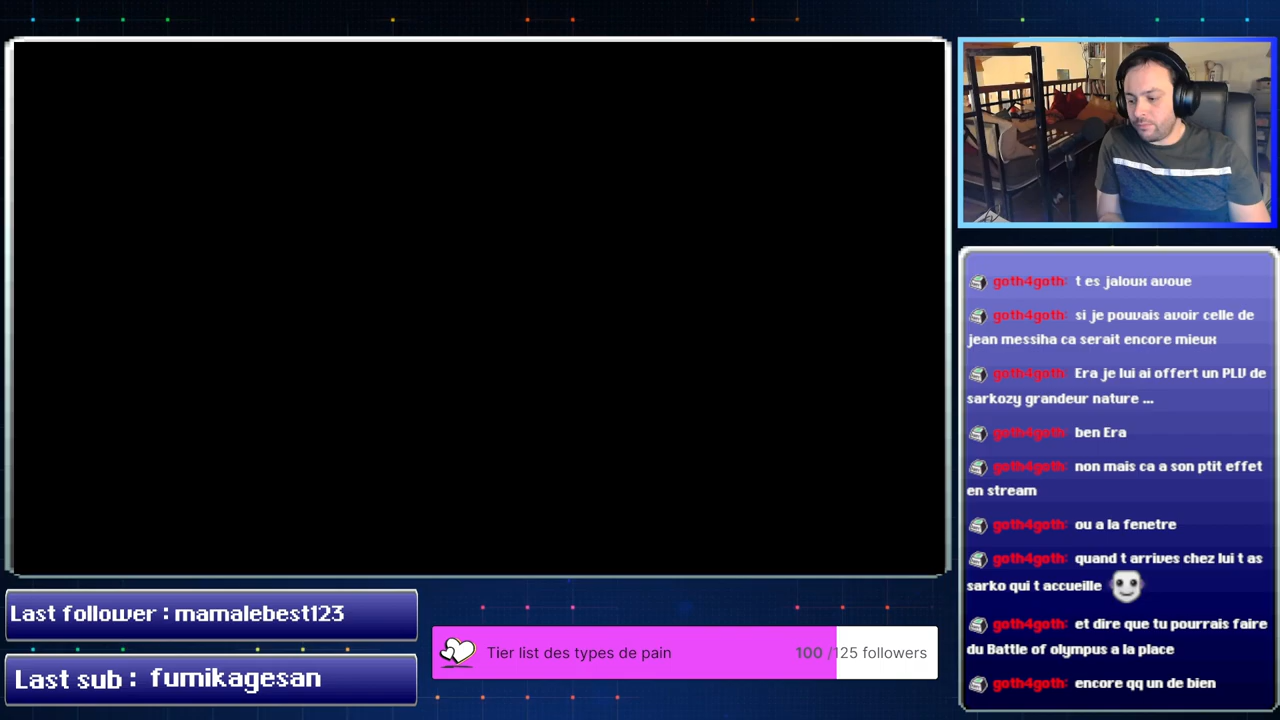 goth4goth: t es jaloux avoue
goth4goth: si je pouvais avoir celle de
jean messiha ca serait encore mieux
goth4goth: Era je lui ai offert un PLV de
sarkozy grandeur nature ...
goth4goth: ben Era
goth4goth: non mais ca a son ptit effet
en stream
goth4goth: ou a la fenetre
goth4goth: quand t arrives chez lui t as
sarko qui t accueille
goth4goth: et dire que tu pourrais faire
du Battle of olympus a la place
goth4goth: encore qq un de bien
Last follower : mamalebest123
Last sub : fumikagesan
Tier list des types de pain
100 /125 followers